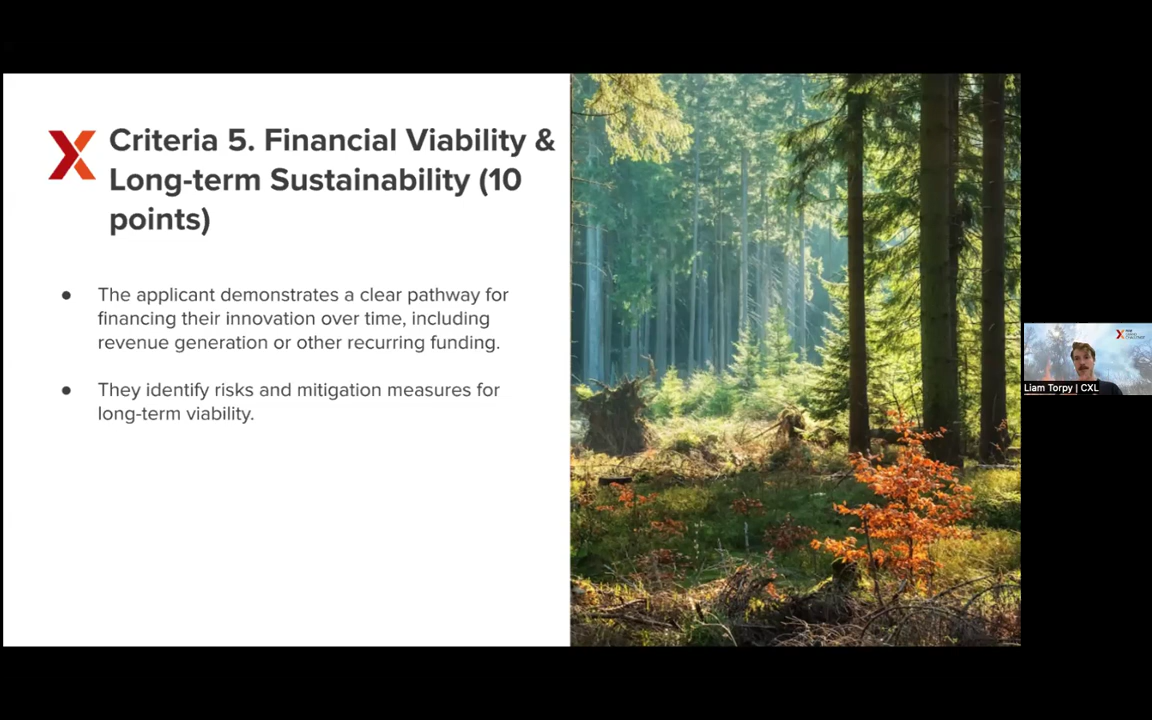 Criteria 5. Financial Viability &
Long-term Sustainability (10
points)
● The applicant demonstrates a clear pathway for
financing their innovation over time, including
revenue generation or other recurring funding.
● They identify risks and mitigation measures for
long-term viability.
Liam Torpy | CXL